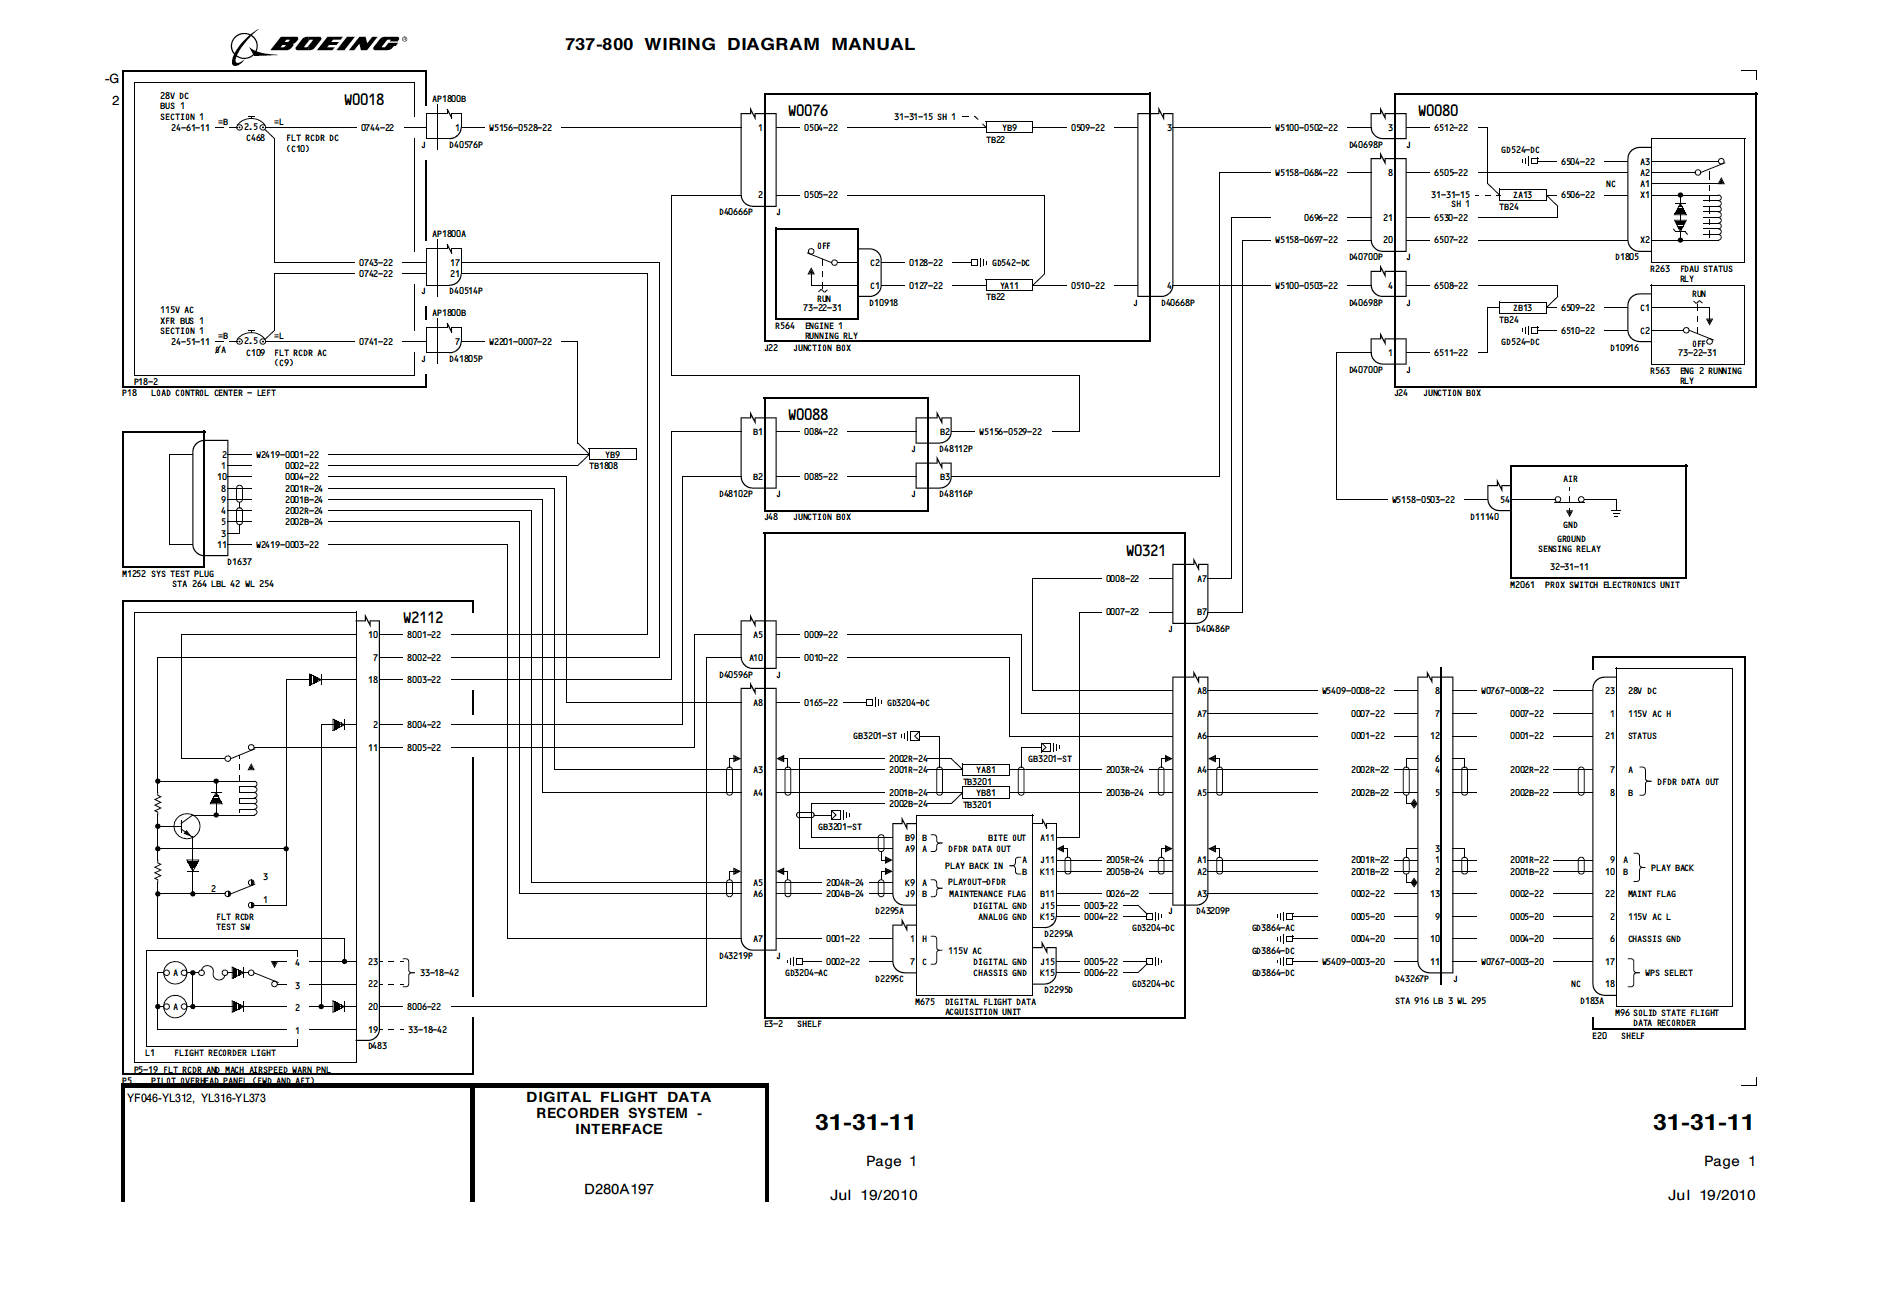 BOEING®
737-800 WIRING DIAGRAM MANUAL
-G
2
28V DC
BUS 1
SECTION 1
24-61-11
=B
2.5
=L
C468
FLT RCDR DC
(C10)
W0018
0744-22
AP1800B
1
J
D40576P
W5156-0528-22
AP1800A
0743-22
17
0742-22
21
J
D40514P
115V AC
XFR BUS 1
SECTION 1
24-51-11
=B
2.5
=L
C109
FLT RCDR AC
(C9)
0741-22
AP1800B
7
J
D41805P
W2201-0007-22
P18-2
P18 LOAD CONTROL CENTER - LEFT
W0076
1
0504-22
31-31-15 SH 1
YB9
TB22
0509-22
3
2
0505-22
D40666P
J
OFF
RUN
73-22-31
C2
0128-22
GD542-DC
C1
0127-22
YA11
TB22
0510-22
4
D10918
J
D40668P
R564 ENGINE 1
RUNNING RLY
J22 JUNCTION BOX
W5100-0502-22
W5158-0684-22
0696-22
W5158-0697-22
W5100-0503-22
W0080
3
6512-22
D40698P
J
8
6505-22
21
6530-22
20
6507-22
D40700P
J
4
6508-22
D40698P
J
1
6511-22
D40700P
J
GD524-DC
6504-22
A3
A2
NC
A1
31-31-15
SH 1
ZA13
TB24
6506-22
X1
X2
D1805
R263 FDAU STATUS
RLY
ZB13
TB24
6509-22
C1
6510-22
C2
GD524-DC
D10916
RUN
OFF
73-22-31
R563 ENG 2 RUNNING
RLY
J24 JUNCTION BOX
2
W2419-0001-22
1
0002-22
10
0004-22
8
2001R-24
9
2001B-24
4
2002R-24
5
2002B-24
3
11
W2419-0003-22
D1637
M1252 SYS TEST PLUG
STA 264 LBL 42 WL 254
YB9
TB1808
W0088
B1
0084-22
B2
W5156-0529-22
J
D48112P
B2
0085-22
B3
D48102P
J
J
D48116P
J48 JUNCTION BOX
AIR
W5158-0503-22
54
D11140
GND
GROUND
SENSING RELAY
32-31-11
M2061 PROX SWITCH ELECTRONICS UNIT
W2112
10
8001-22
7
8002-22
18
8003-22
2
8004-22
11
8005-22
2
3
1
FLT RCDR
TEST SW
A
4
23
33-18-42
3
22
A
2
20
8006-22
1
19
33-18-42
D483
L1 FLIGHT RECORDER LIGHT
P5-19 FLT RCDR AND MACH AIRSPEED WARN PNL
P5 PILOT OVERHEAD PANEL (FWD AND AFT)
W0321
0008-22
A7
0007-22
B7
J
D40486P
A5
0009-22
A10
0010-22
D40596P
J
A8
0165-22
GD3204-DC
GB3201-ST
GB3201-ST
2002R-24
A3
2001R-24
YA81
TB3201
2003R-24
A4
2001B-24
YB81
2003B-24
2002B-24
TB3201
GB3201-ST
B9
B
BITE OUT
A11
A9
A
DFDR DATA OUT
PLAY BACK IN
A
J11
2005R-24
B
K11
2005B-24
A5
2004R-24
K9
A
PLAYOUT-DFDR
A6
2004B-24
J9
B
MAINTENANCE FLAG
B11
0026-22
D2295A
DIGITAL GND
J15
0003-22
ANALOG GND
K15
0004-22
GD3204-DC
D2295A
A7
0001-22
1
H
115V AC
0002-22
7
C
D43219P
J
GD3204-AC
D2295C
DIGITAL GND
J15
0005-22
CHASSIS GND
K15
0006-22
GD3204-DC
D2295D
M675 DIGITAL FLIGHT DATA
ACQUISITION UNIT
E3-2 SHELF
A8
A7
A6
A4
A5
A1
A2
A3
J
D43209P
W5409-0008-22
8
W0767-0008-22
23
28V DC
0007-22
7
0007-22
1
115V AC H
0001-22
12
0001-22
21
STATUS
6
2002R-22
4
2002R-22
7
A
DFDR DATA OUT
2002B-22
5
2002B-22
8
B
3
2001R-22
1
2001R-22
9
A
PLAY BACK
2001B-22
2
2001B-22
10
B
0002-22
13
0002-22
22
MAINT FLAG
0005-20
9
0005-20
2
115V AC L
GD3864-AC
0004-20
10
0004-20
6
CHASSIS GND
GD3864-DC
W5409-0003-20
11
W0767-0003-20
17
WPS SELECT
GD3864-DC
NC
18
D43267P
J
D183A
STA 916 LB 3 WL 295
M96 SOLID STATE FLIGHT
DATA RECORDER
E20 SHELF
YF046-YL312, YL316-YL373
DIGITAL FLIGHT DATA
RECORDER SYSTEM -
INTERFACE
D280A197
31-31-11
Page 1
Jul 19/2010
31-31-11
Page 1
Jul 19/2010